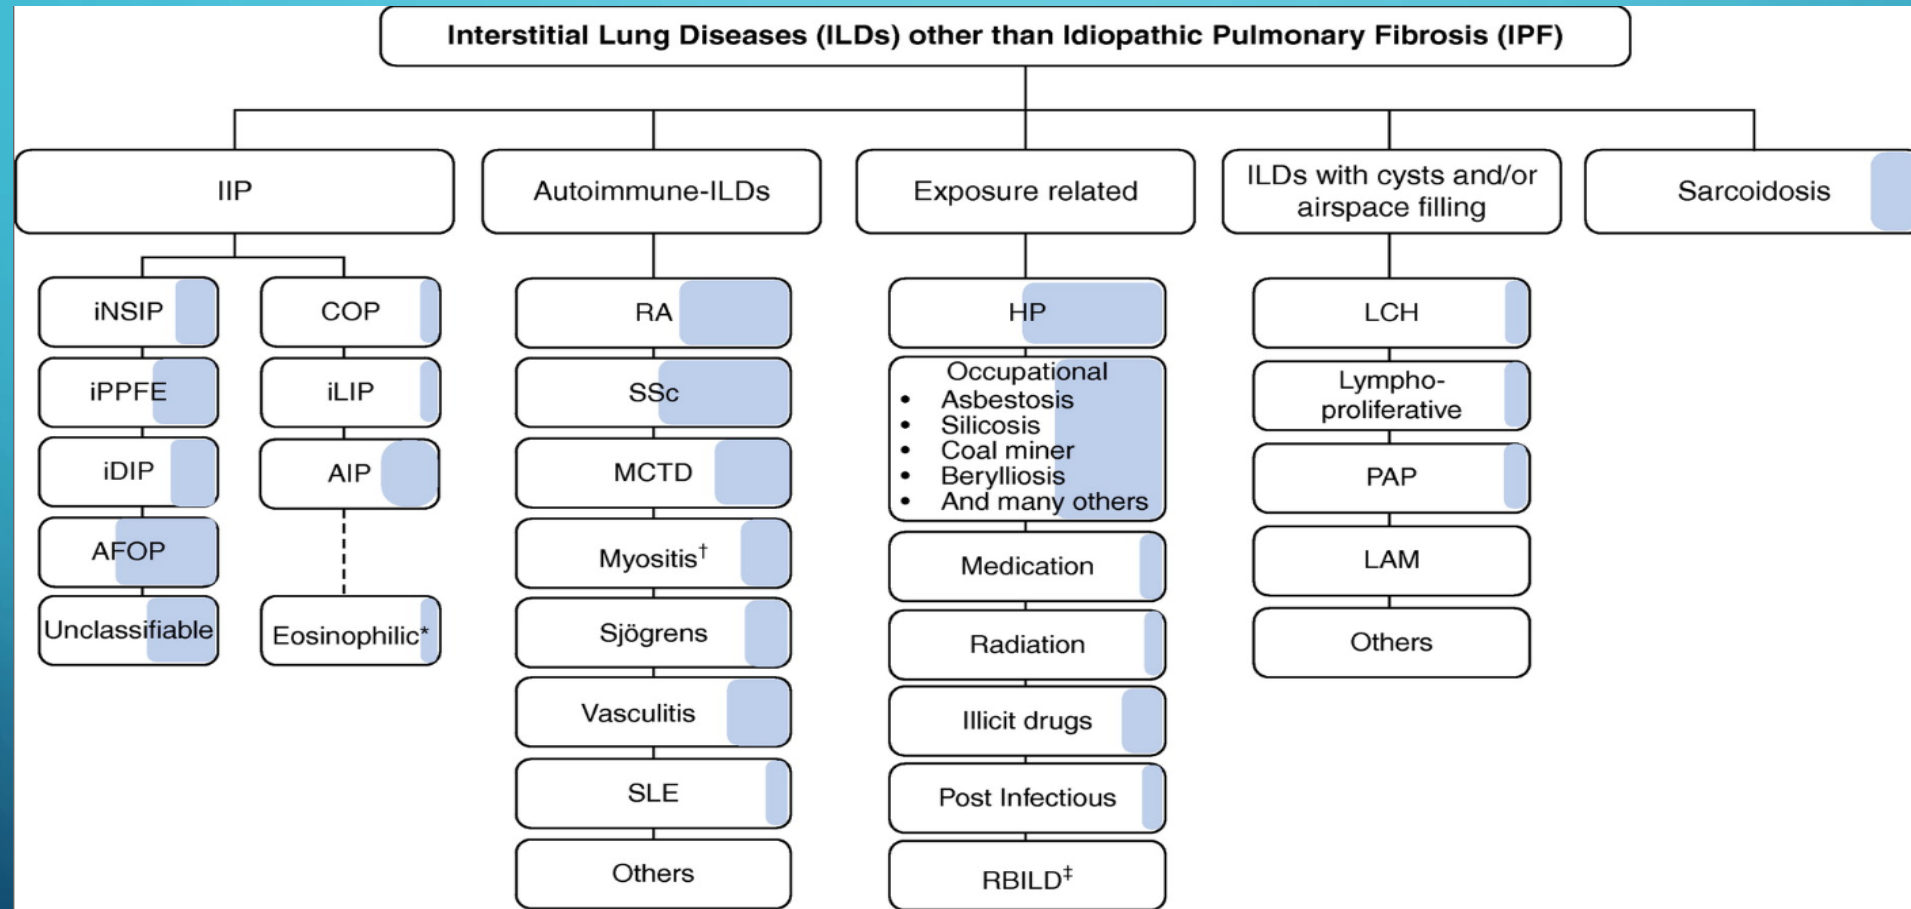 Interstitial Lung Diseases (ILDs) other than Idiopathic Pulmonary Fibrosis (IPF)
IIP
iNSIP
iPPFE
iDIP
AFOP
Unclassifiable
COP
iLIP
AIP
Eosinophilic*
Autoimmune-ILDs
RA
SSc
MCTD
Myositis†
Sjögrens
Vasculitis
SLE
Others
Exposure related
HP
Occupational
• Asbestosis
• Silicosis
• Coal miner
• Berylliosis
• And many others
Medication
Radiation
Illicit drugs
Post Infectious
RBILD‡
ILDs with cysts and/or
airspace filling
LCH
Lympho-
proliferative
PAP
LAM
Others
Sarcoidosis